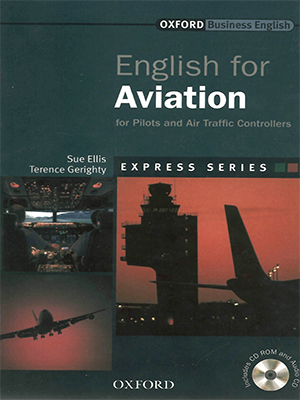 OXFORD Business English
English for
Aviation
for Pilots and Air Traffic Controllers
Sue Ellis
Terence Gerighty
EXPRESS SERIES
Includes CD ROM and Audio CD
OXFORD